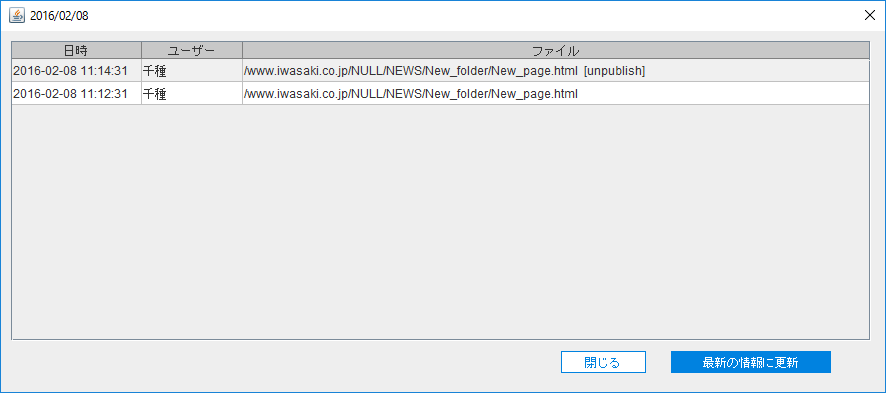 2016/02/08
日時 ユーザー ファイル
2016-02-08 11:14:31 千種 /www.iwasaki.co.jp/NULL/NEWS/New_folder/New_page.html [unpublish]
2016-02-08 11:12:31 千種 /www.iwasaki.co.jp/NULL/NEWS/New_folder/New_page.html
閉じる 最新の情報に更新